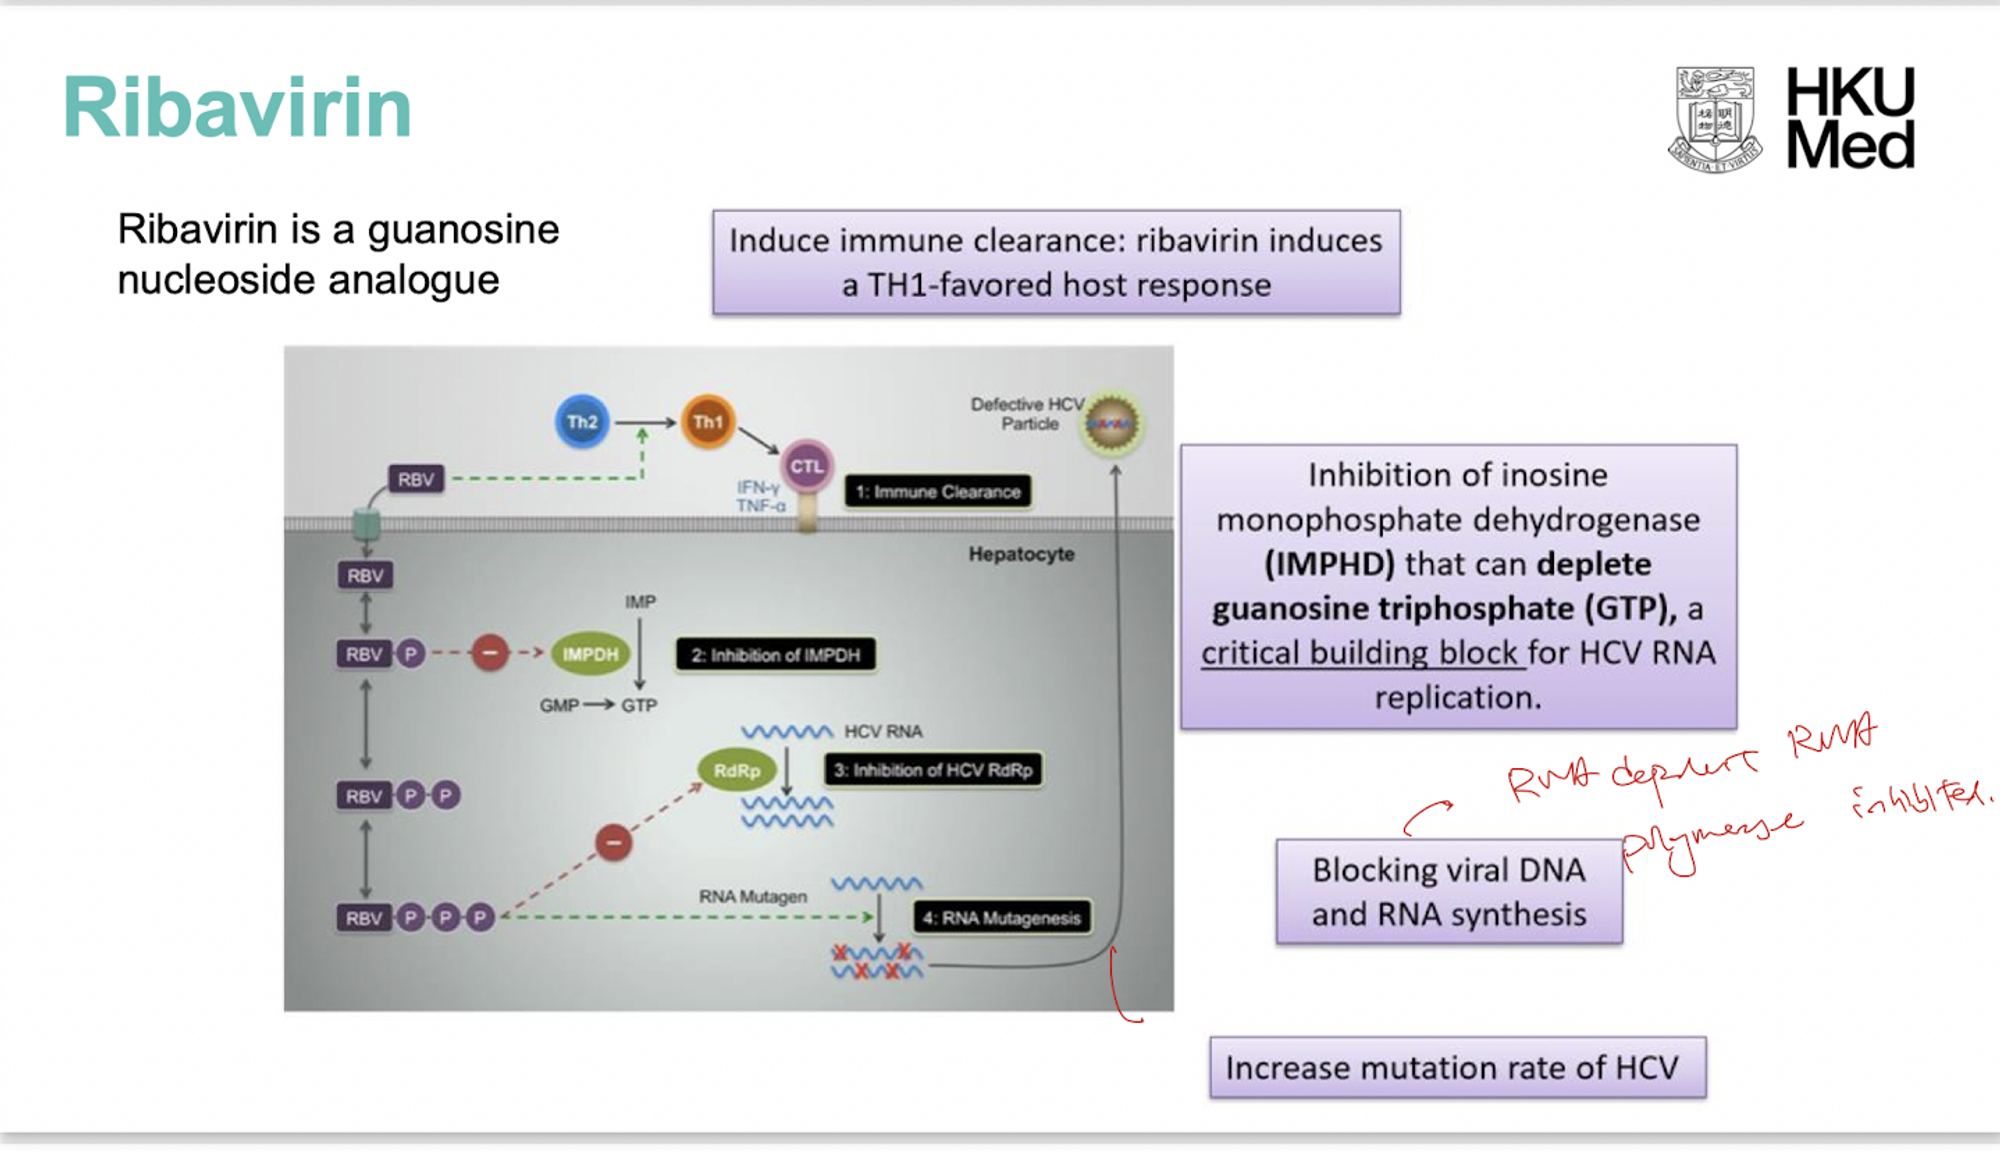 Ribavirin
HKU
Med
Ribavirin is a guanosine
nucleoside analogue
Induce immune clearance: ribavirin induces
a TH1-favored host response
Th2
Th1
CTL
Defective HCV
Particle
RBV
IFN-γ
TNF-α
1: Immune Clearance
Hepatocyte
RBV
IMP
RBV P
IMPDH
2: Inhibition of IMPDH
GMP
GTP
HCV RNA
RdRp
3: Inhibition of HCV RdRp
RBV P P
RNA Mutagen
RBV P P P
4: RNA Mutagenesis
Inhibition of inosine
monophosphate dehydrogenase
(IMPHD) that can deplete
guanosine triphosphate (GTP), a
critical building block for HCV RNA
replication.
RNA dependent RNA
polymerase inhibited.
Blocking viral DNA
and RNA synthesis
Increase mutation rate of HCV